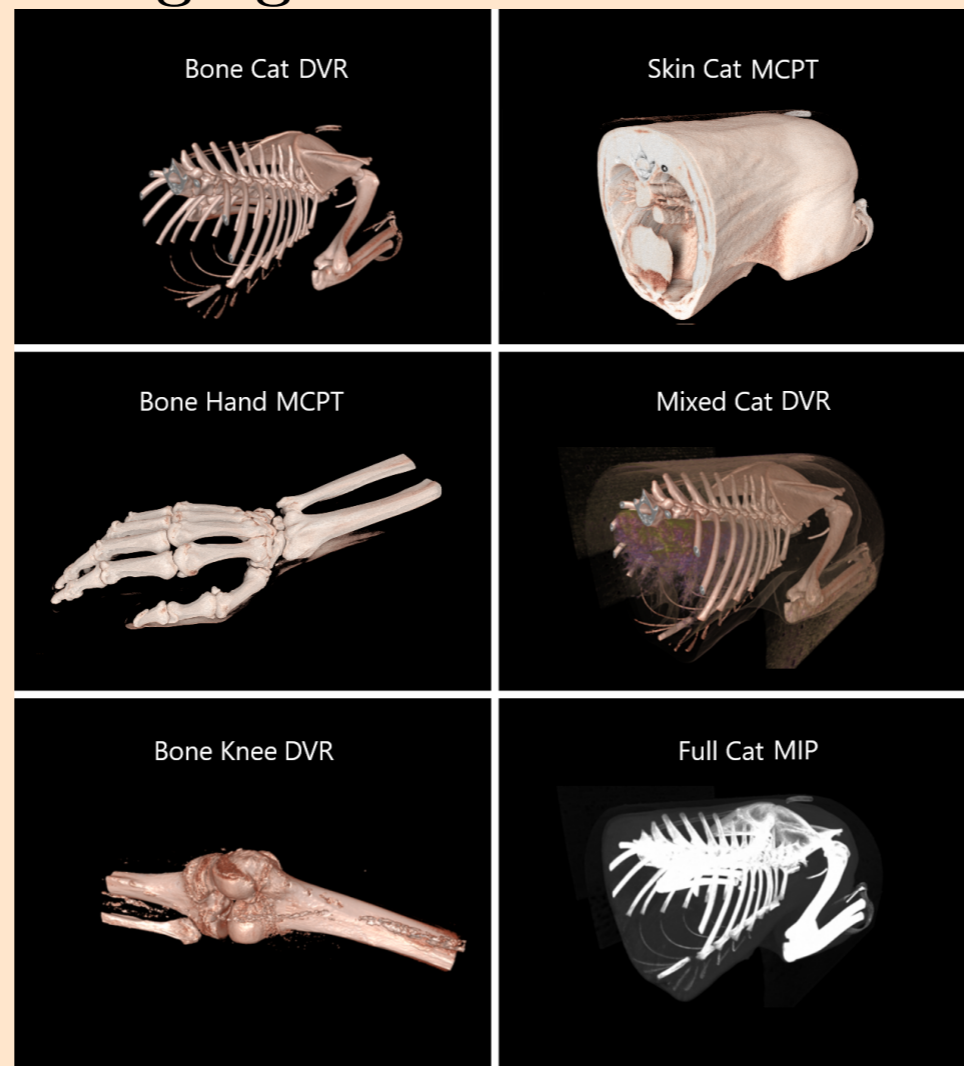 Bone Cat DVR
Skin Cat MCPT
Bone Hand MCPT
Mixed Cat DVR
Bone Knee DVR
Full Cat MIP